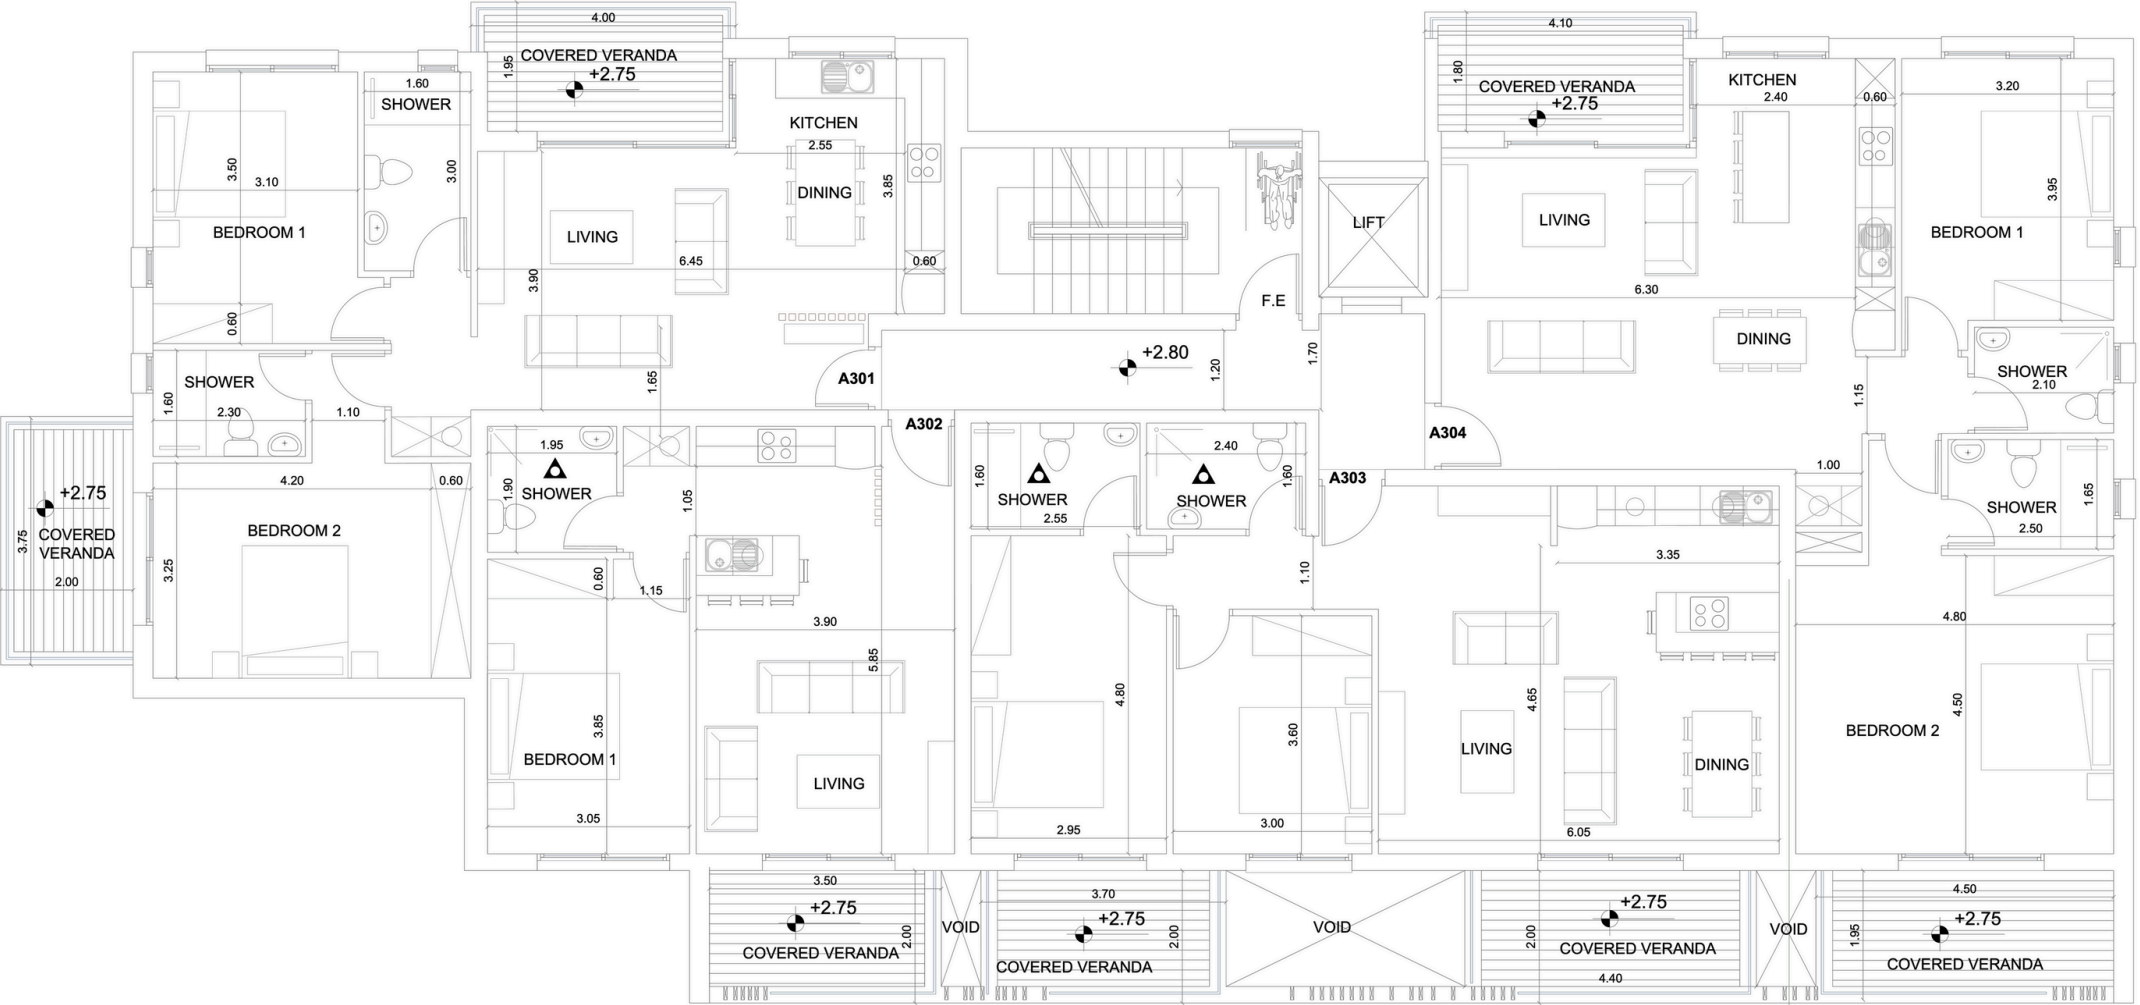 4.00
COVERED VERANDA
+2.75
1.95
1.60
SHOWER
3.00
3.50
3.10
BEDROOM 1
0.60
KITCHEN
2.55
DINING
3.85
LIVING
6.45
0.60
3.90
1.65
A301
SHOWER
1.60
2.30
1.10
4.20
0.60
BEDROOM 2
3.25
+2.75
COVERED
VERANDA
3.75
2.00
F.E
LIFT
+2.80
1.20
1.70
4.10
COVERED VERANDA
+2.75
1.80
KITCHEN
2.40
0.60
3.20
3.95
BEDROOM 1
LIVING
6.30
DINING
1.15
SHOWER
2.10
A304
1.00
SHOWER
1.65
2.50
4.80
4.50
BEDROOM 2
A302
1.95
SHOWER
1.90
1.05
0.60
1.15
3.90
5.85
3.85
BEDROOM 1
LIVING
3.05
1.60
SHOWER
2.55
2.40
SHOWER
1.60
A303
1.10
4.80
3.60
2.95
3.00
3.35
4.65
LIVING
DINING
6.05
3.50
+2.75
COVERED VERANDA
2.00
VOID
3.70
+2.75
COVERED VERANDA
2.00
VOID
2.00
+2.75
COVERED VERANDA
4.40
VOID
4.50
+2.75
1.95
COVERED VERANDA